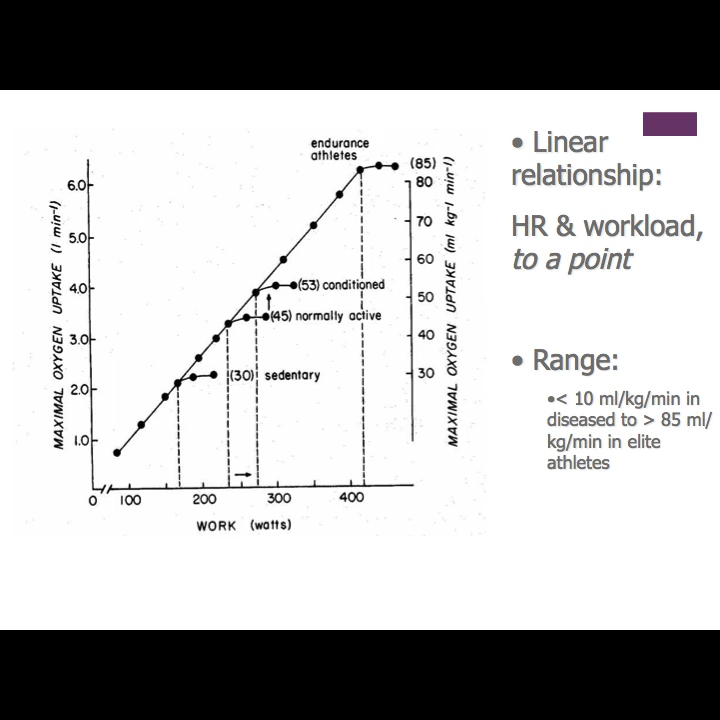 endurance
athletes
(85)
6.0
5.0
4.0
3.0
2.0
1.0
MAXIMAL OXYGEN UPTAKE (l min⁻¹)
80
70
60
50
40
30
MAXIMAL OXYGEN UPTAKE (ml kg⁻¹ min⁻¹)
(53) conditioned
(45) normally active
(30) sedentary
0 100 200 300 400
WORK (watts)
• Linear
relationship:
HR & workload,
to a point
• Range:
•< 10 ml/kg/min in
diseased to > 85 ml/
kg/min in elite
athletes